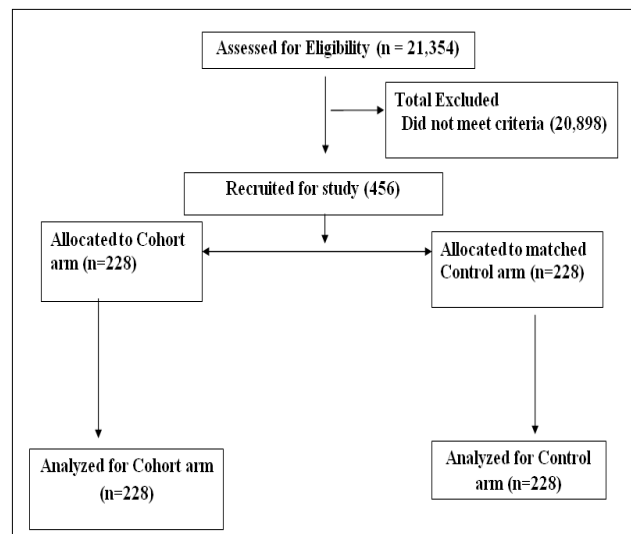 Assessed for Eligibility (n = 21,354)
Total Excluded
Did not meet criteria (20,898)
Recruited for study (456)
Allocated to Cohort
arm (n=228)
Allocated to matched
Control arm (n=228)
Analyzed for Cohort arm
(n=228)
Analyzed for Control
arm (n=228)